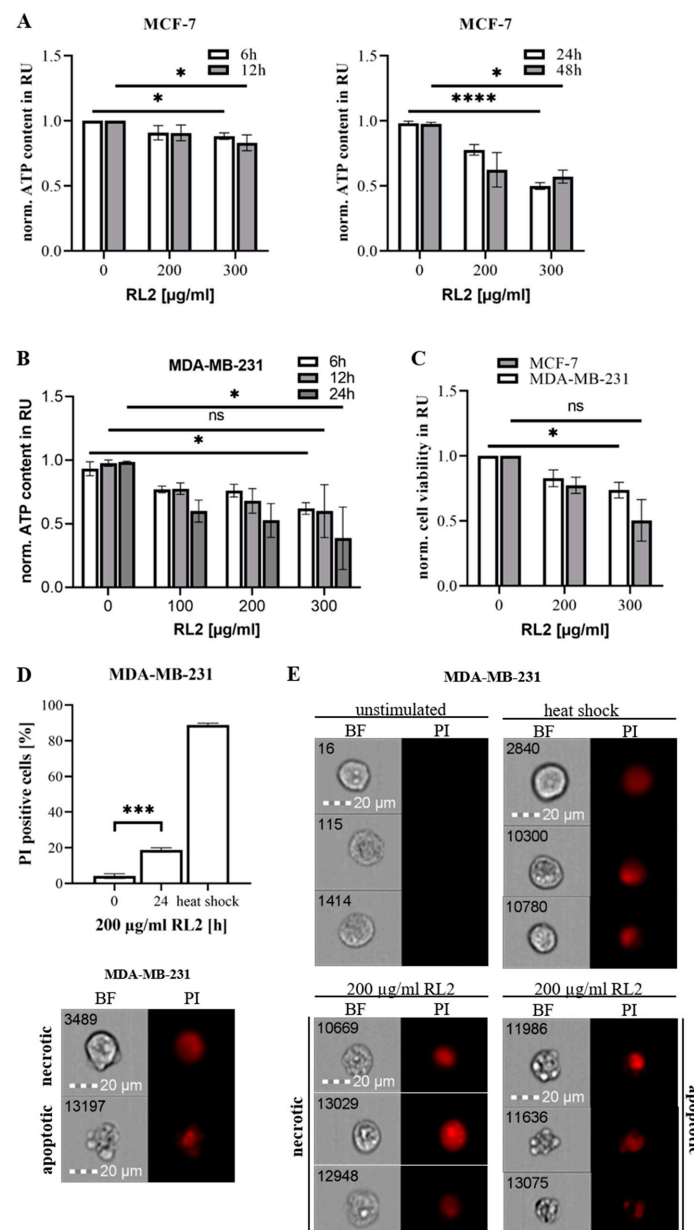 A
MCF-7
6h
12h
norm. ATP content in RU
1.5
1.0
0.5
0.0
*
*
0 200 300
RL2 [µg/ml]
MCF-7
24h
48h
norm. ATP content in RU
1.5
1.0
0.5
0.0
*
****
0 200 300
RL2 [µg/ml]
B
MDA-MB-231
6h
12h
24h
norm. ATP content in RU
1.5
1.0
0.5
0.0
*
ns
*
0 100 200 300
RL2 [µg/ml]
C
MCF-7
MDA-MB-231
norm. cell viability in RU
1.5
1.0
0.5
0.0
ns
*
0 200 300
RL2 [µg/ml]
D
MDA-MB-231
PI positive cells [%]
100
80
60
40
20
0
***
0 24 heat shock
200 µg/ml RL2 [h]
MDA-MB-231
BF PI
necrotic
3489
20 µm
apoptotic
13197
20 µm
E
MDA-MB-231
unstimulated
BF PI
16
20 µm
115
1414
heat shock
BF PI
2840
20 µm
10300
10780
200 µg/ml RL2
BF PI
necrotic
10669
20 µm
13029
12948
200 µg/ml RL2
BF PI
11986
20 µm
11636
13075
apoptotic